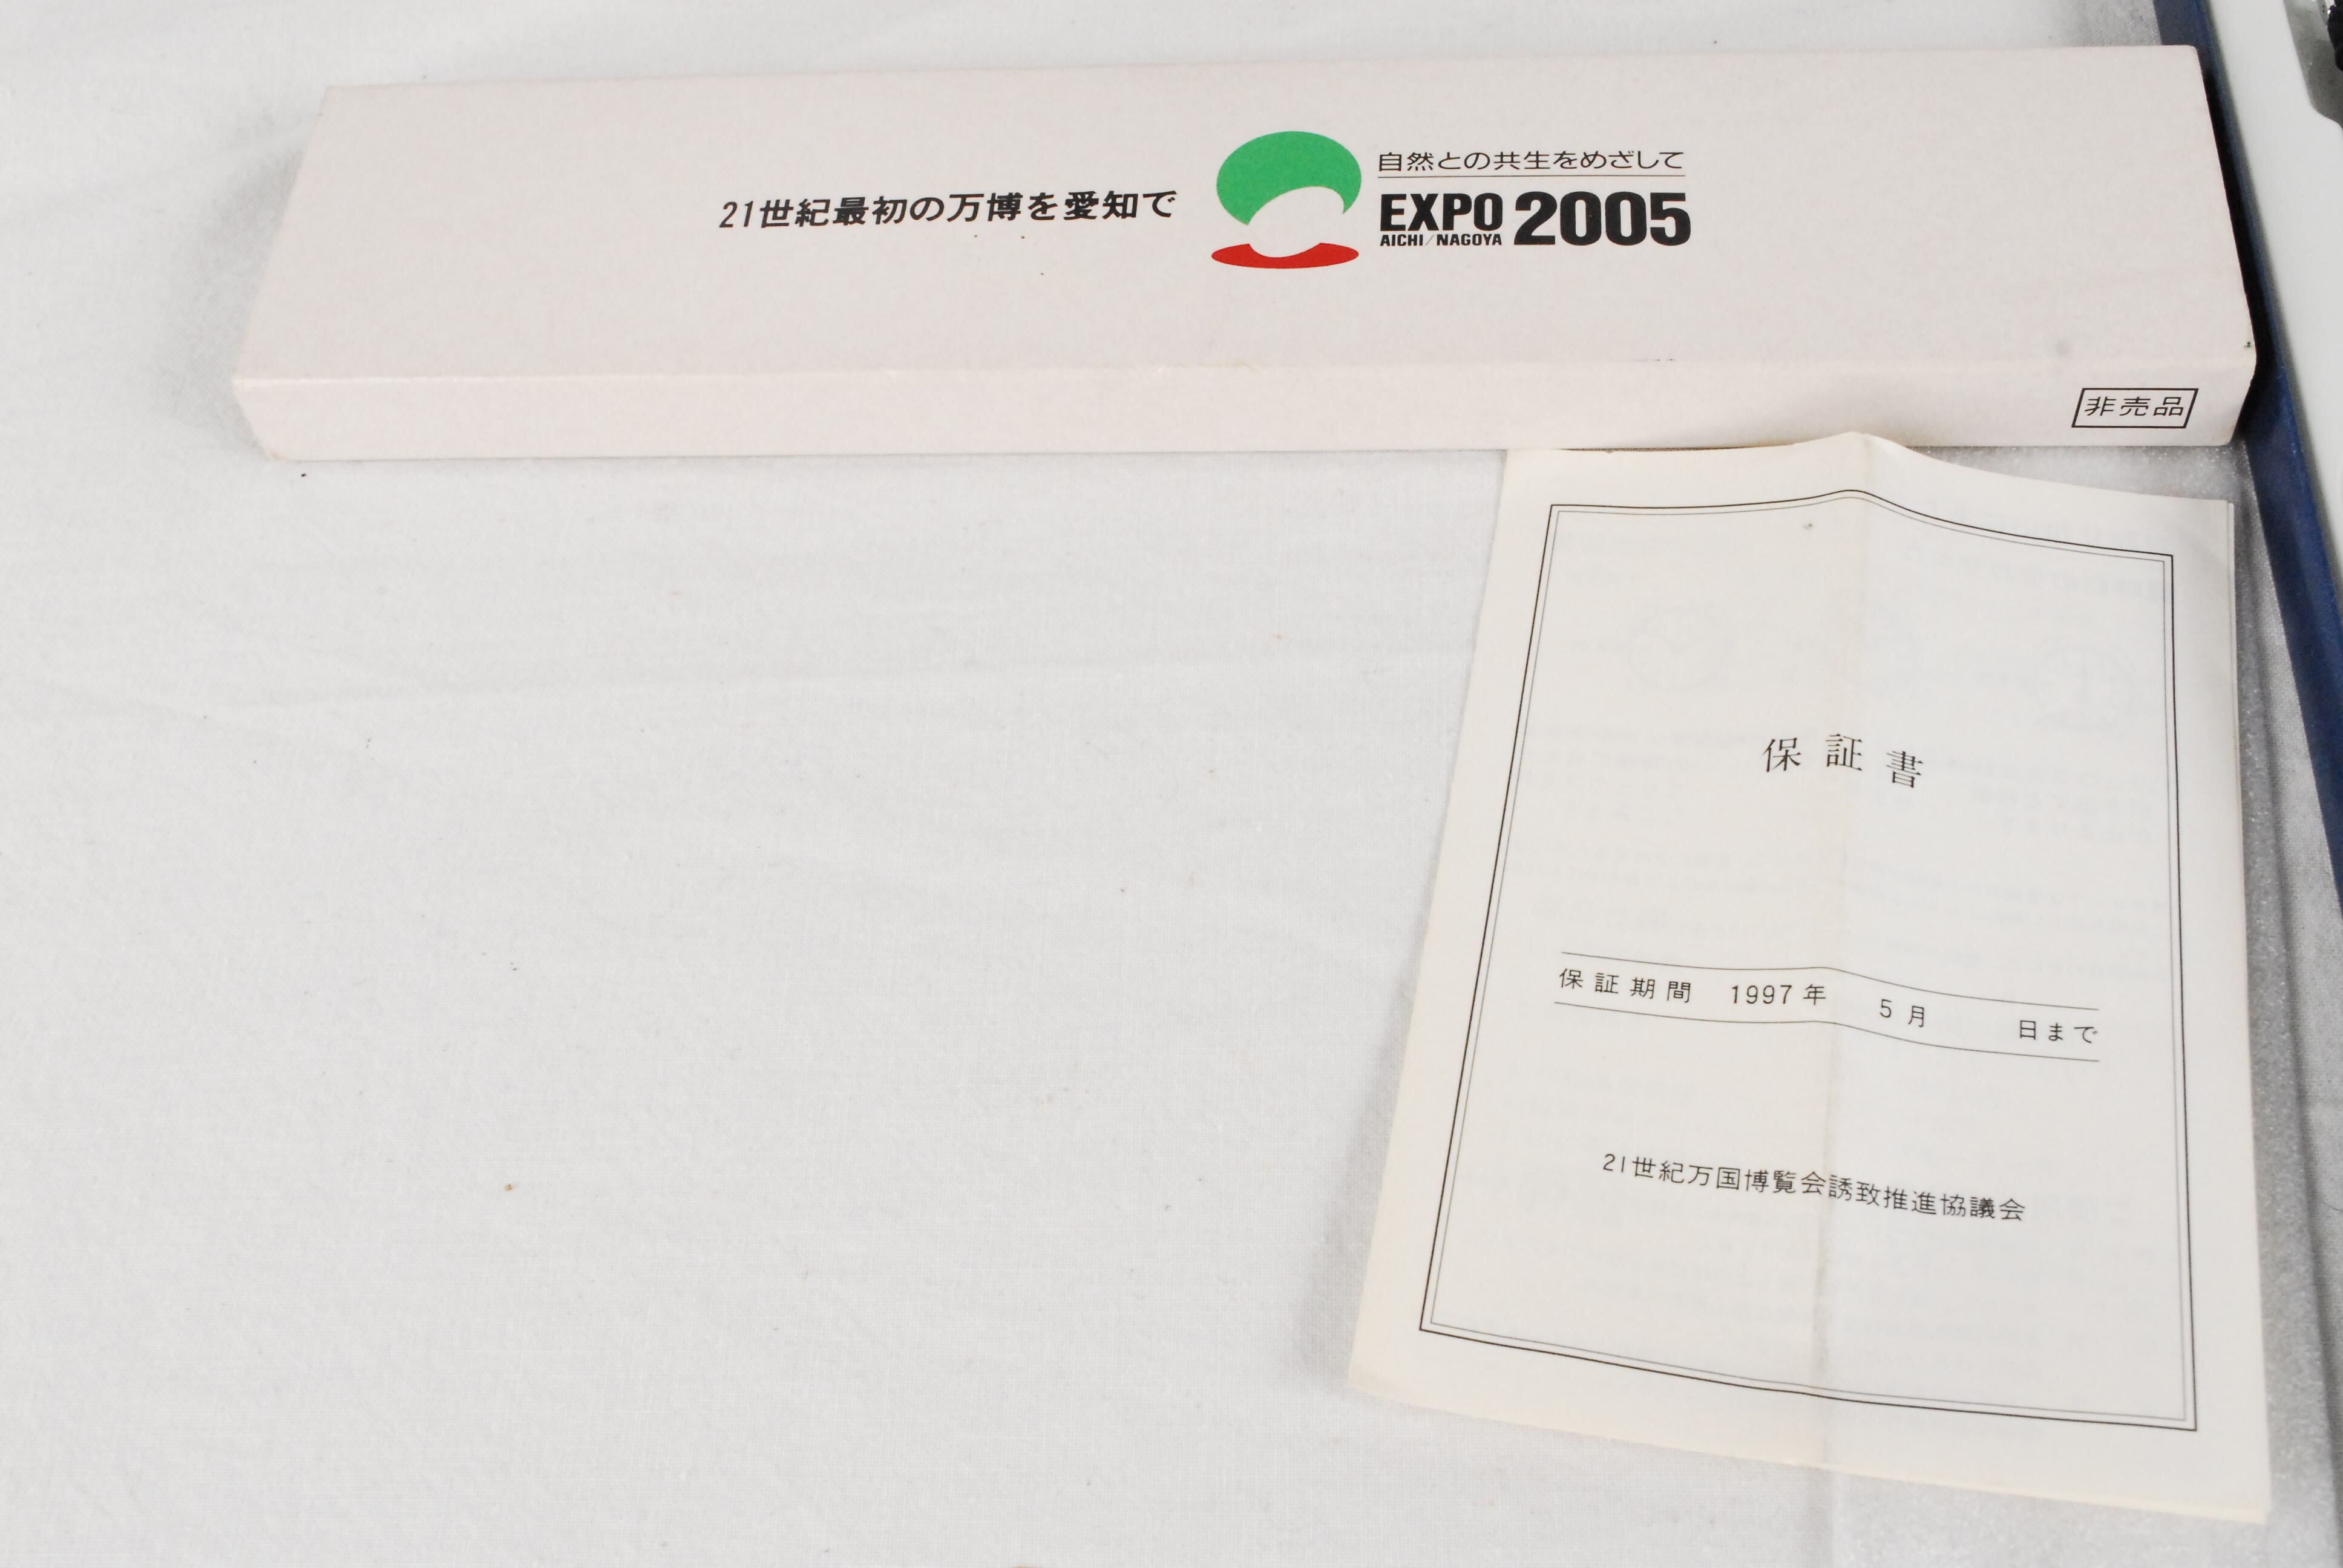 21世紀最初の万博を愛知で
自然との共生をめざして
EXPO 2005
AICHI/NAGOYA
非売品
保証書
保証期間 1997年 5月 日まで
21世紀万国博覧会誘致推進協議会